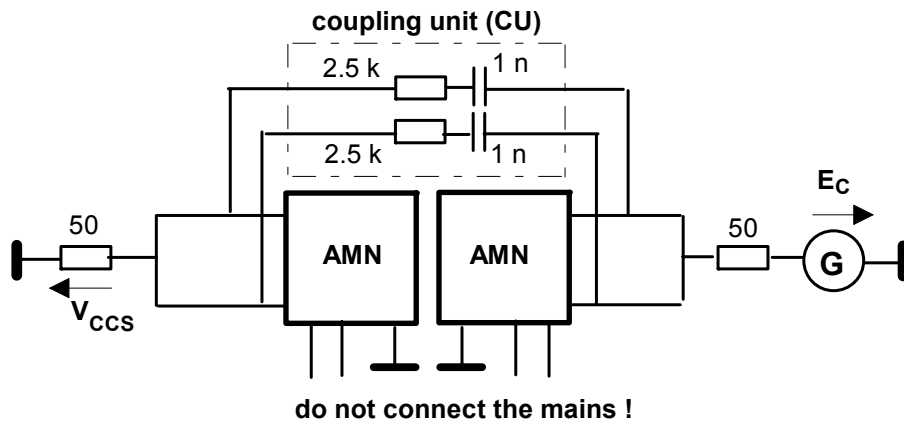 coupling unit (CU)
2.5 k 1 n
2.5 k 1 n
E_C
50 AMN AMN 50
G
V_CCS
do not connect the mains !